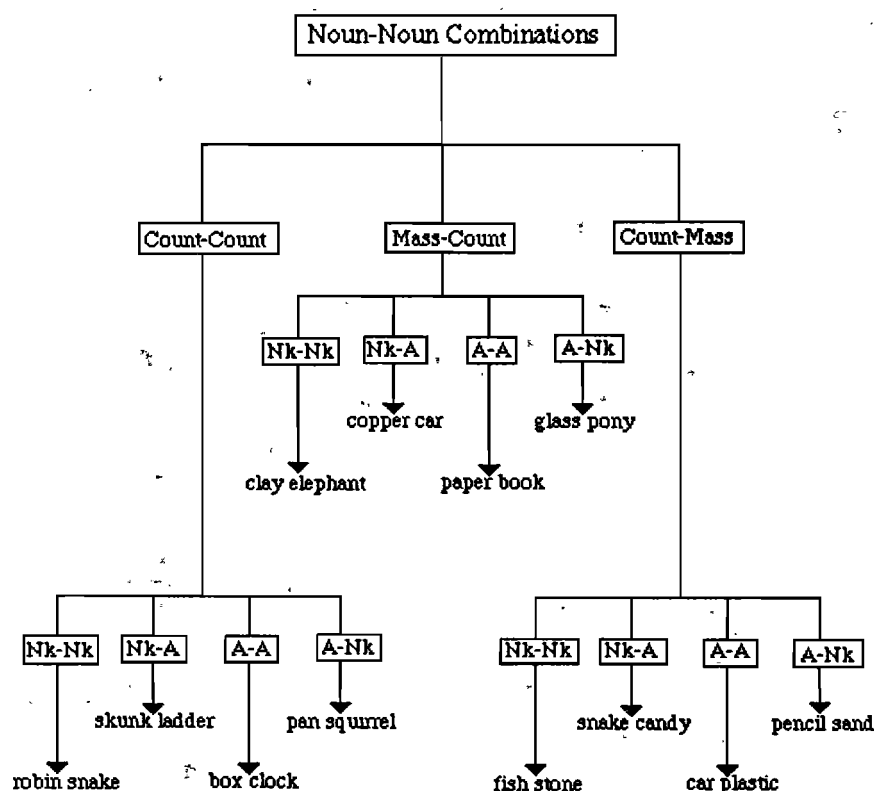 Noun-Noun Combinations
Count-Count
Mass-Count
Count-Mass
Nk-Nk
Nk-A
A-A
A-Nk
copper car
glass pony
clay elephant
paper book
Nk-Nk
Nk-A
A-A
A-Nk
skunk ladder
pan squirrel
robin snake
box clock
Nk-Nk
Nk-A
A-A
A-Nk
snake candy
pencil sand
fish stone
car plastic